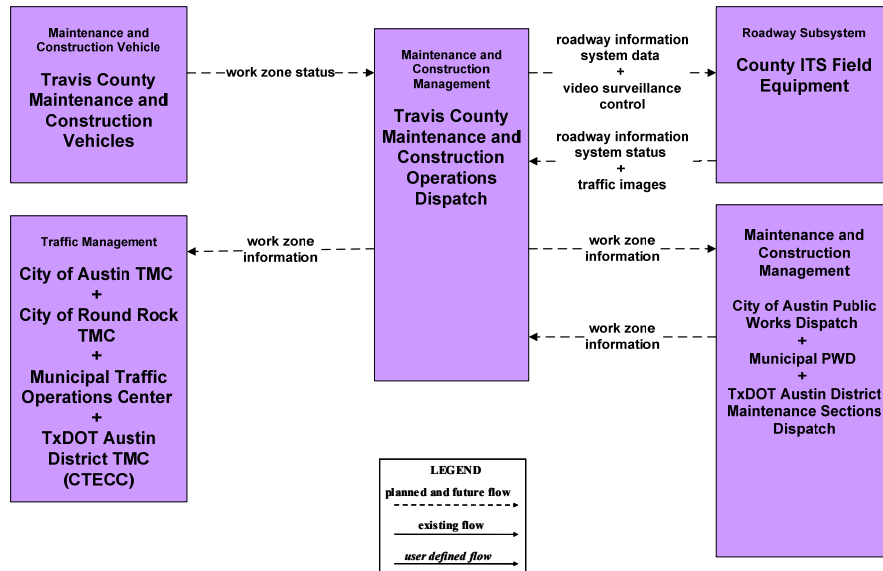 Maintenance and
Construction Vehicle
Travis County
Maintenance and
Construction
Vehicles
work zone status
Maintenance and
Construction
Management
Travis County
Maintenance and
Construction
Operations
Dispatch
roadway information
system data
+
video surveillance
control
roadway information
system status
+
traffic images
Roadway Subsystem
County ITS Field
Equipment
Traffic Management
City of Austin TMC
+
City of Round Rock
TMC
+
Municipal Traffic
Operations Center
+
TxDOT Austin
District TMC
(CTECC)
work zone
information
work zone
information
work zone
information
Maintenance and
Construction
Management
City of Austin Public
Works Dispatch
+
Municipal PWD
+
TxDOT Austin District
Maintenance Sections
Dispatch
LEGEND
planned and future flow
existing flow
user defined flow